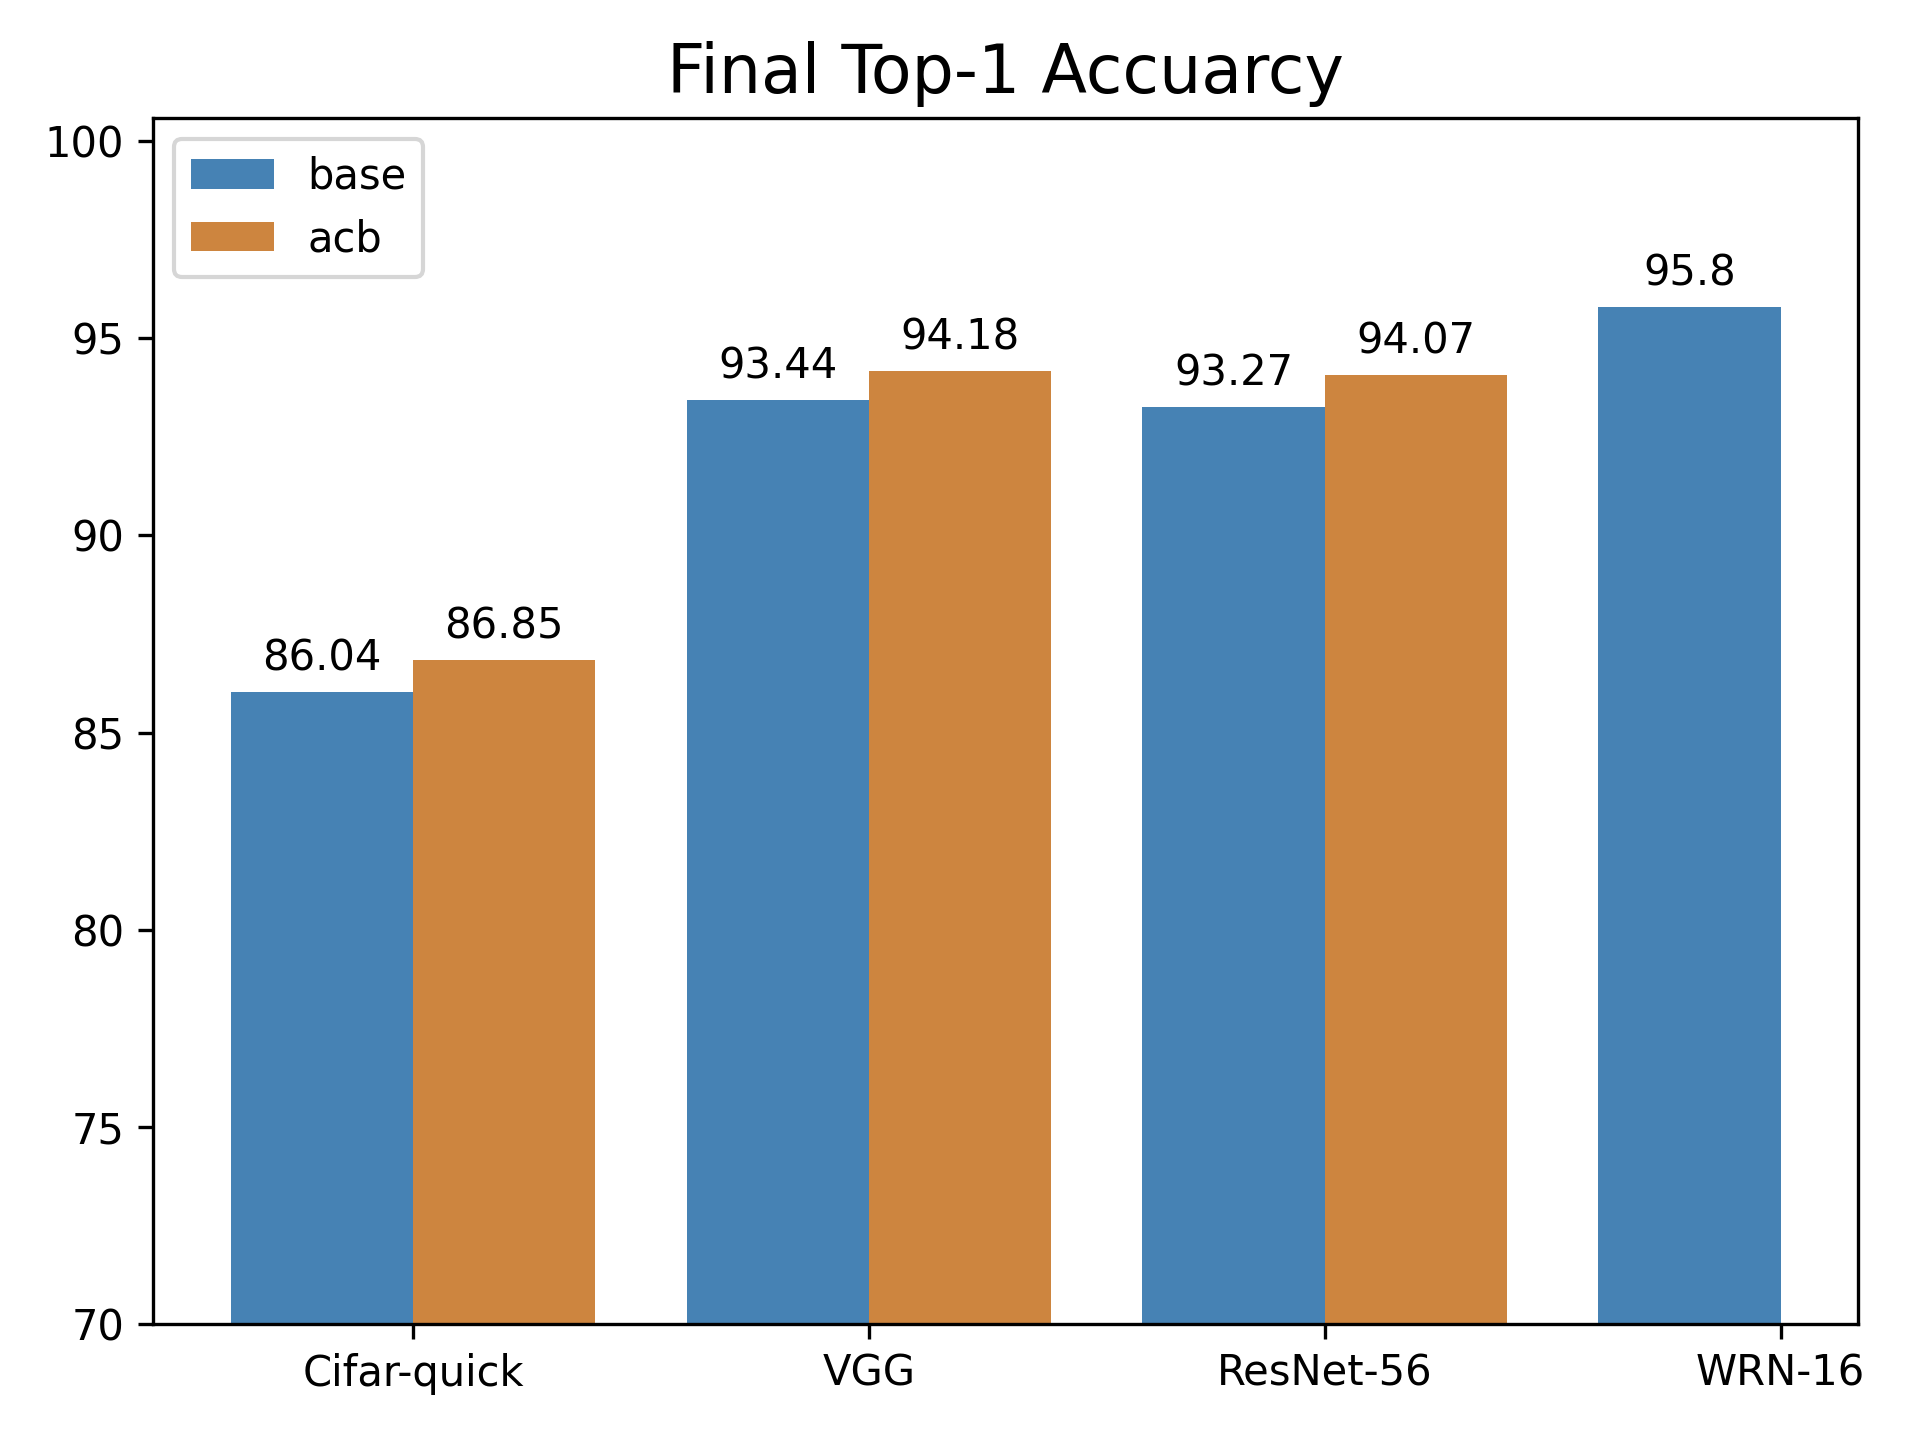 Final Top-1 Accuarcy
100
95
90
85
80
75
70
base
acb
86.04
86.85
93.44
94.18
93.27
94.07
95.8
Cifar-quick
VGG
ResNet-56
WRN-16